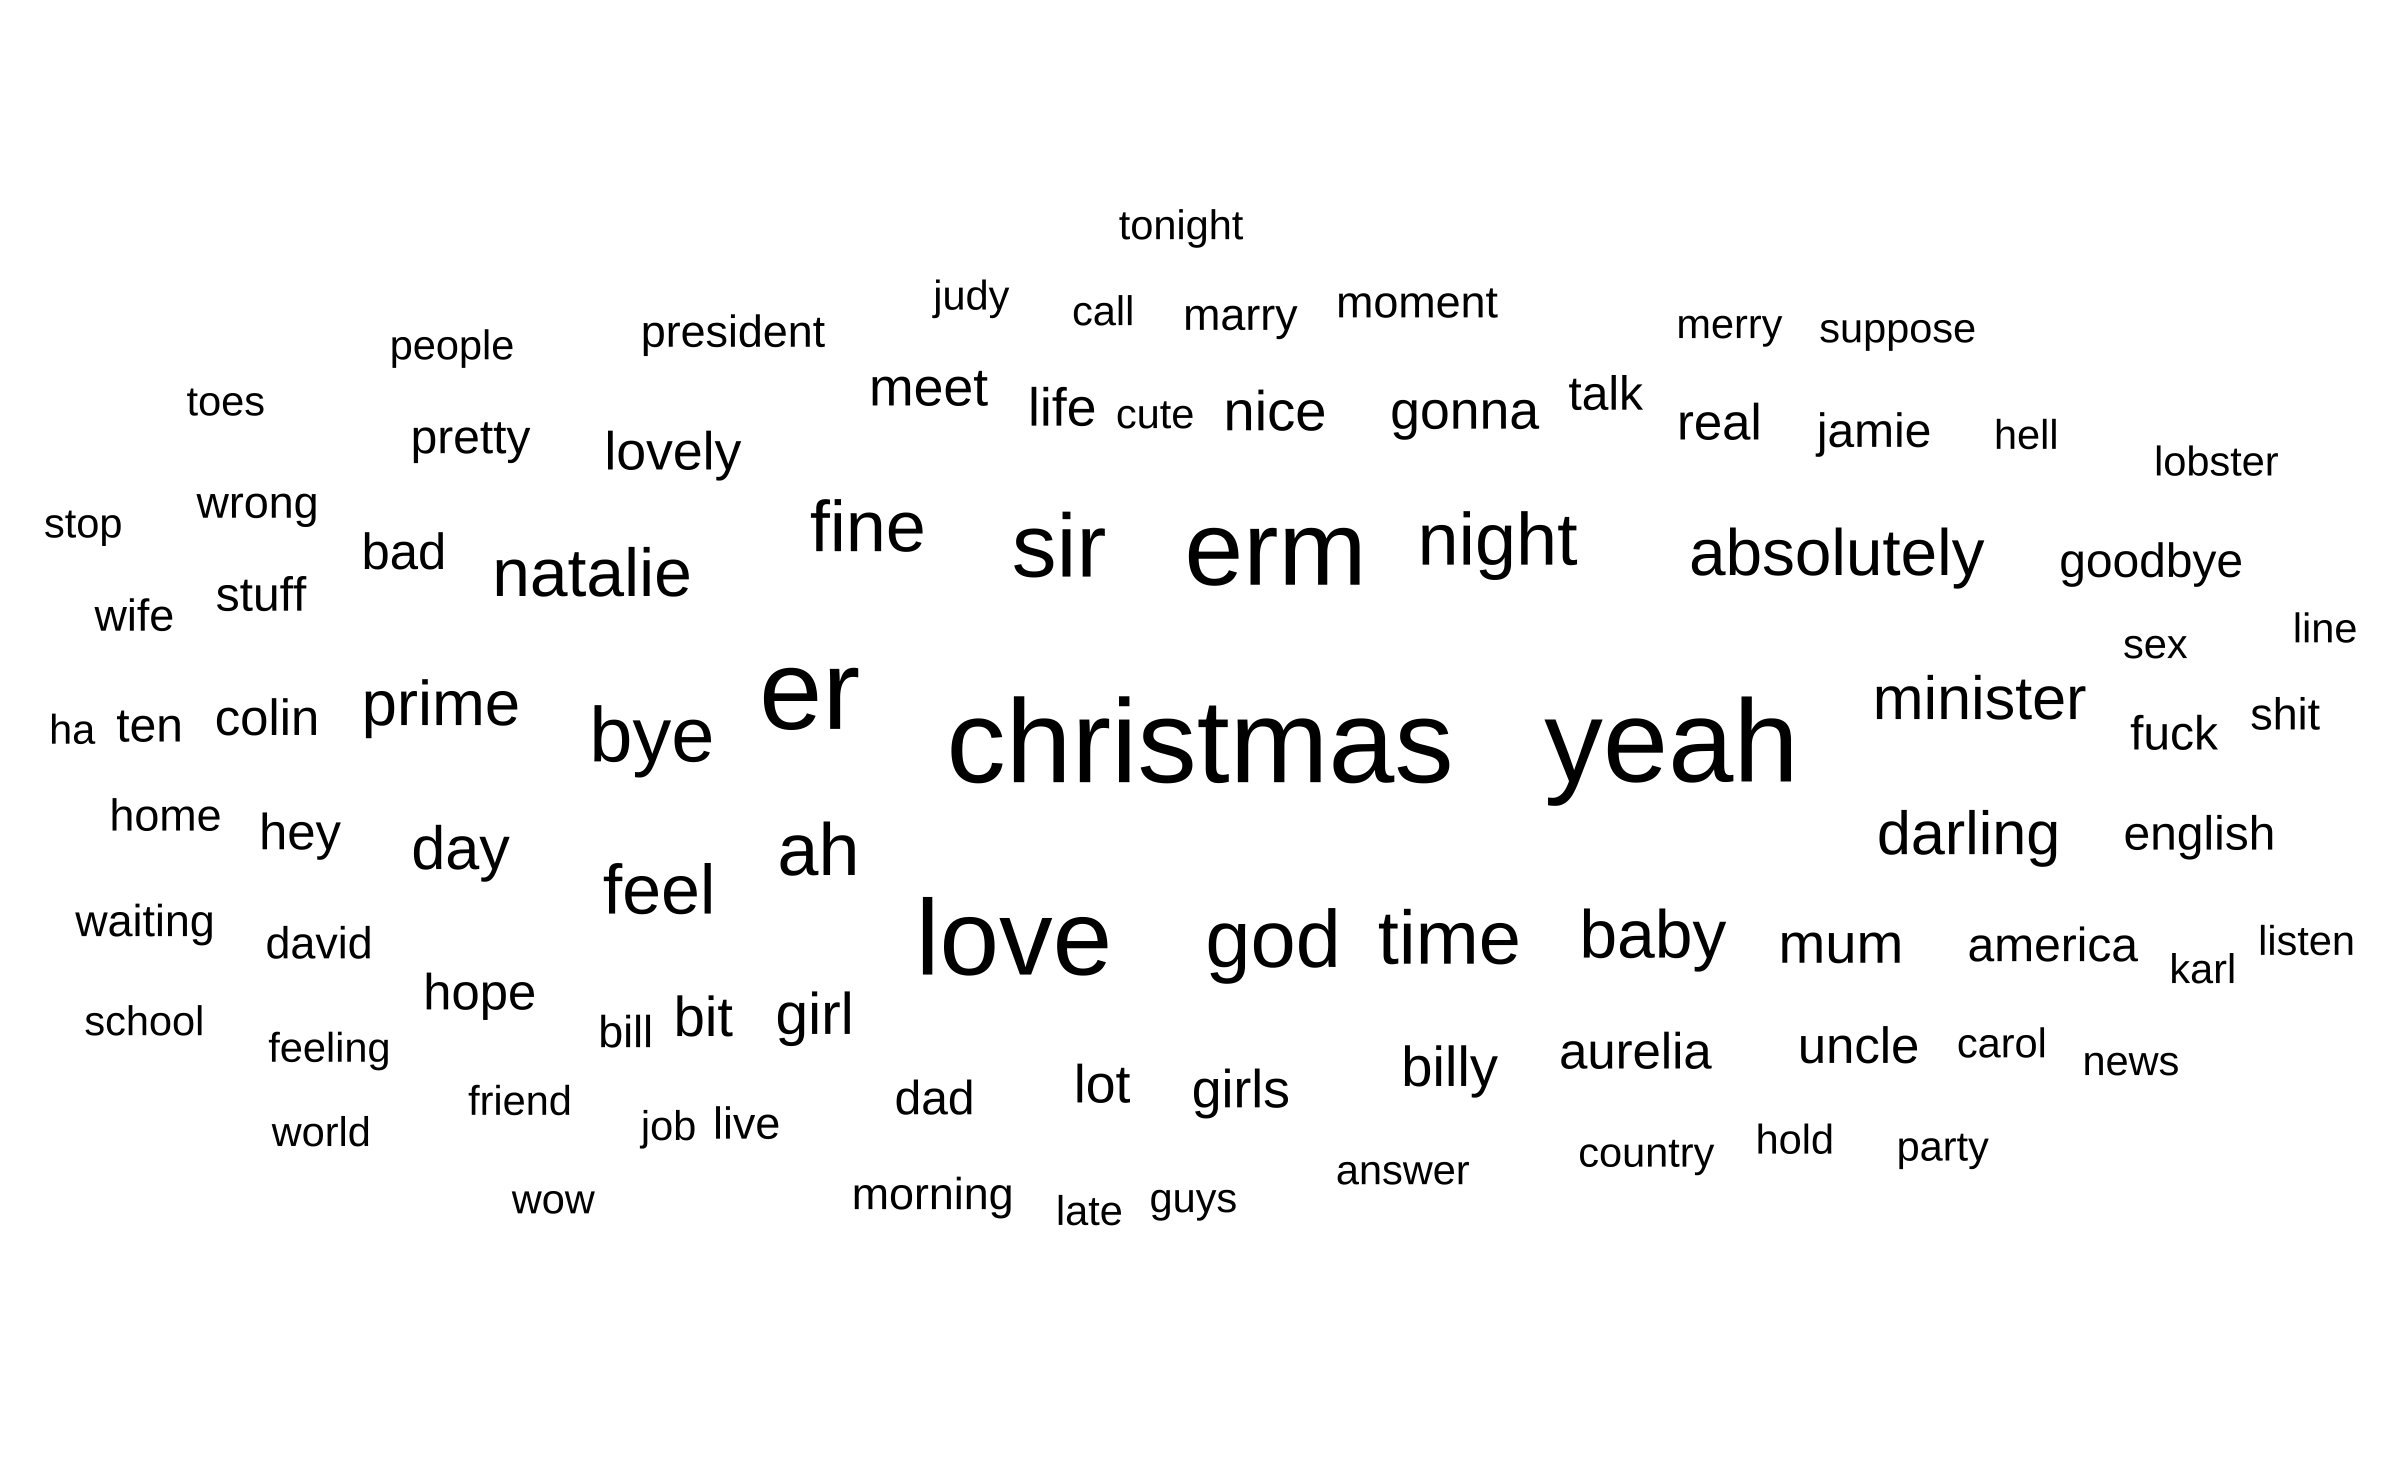 tonight
judy call marry moment
people president merry suppose
toes meet life cute nice gonna talk
pretty lovely real jamie hell lobster
stop wrong fine sir erm night absolutely goodbye
bad natalie
wife stuff sex line
ha ten colin prime bye er christmas yeah minister fuck shit
home hey day ah darling english
feel
waiting david love god time baby mum america karl listen
school hope bill bit girl
feeling billy aurelia uncle carol news
world friend job live dad lot girls
wow morning late guys answer country hold party